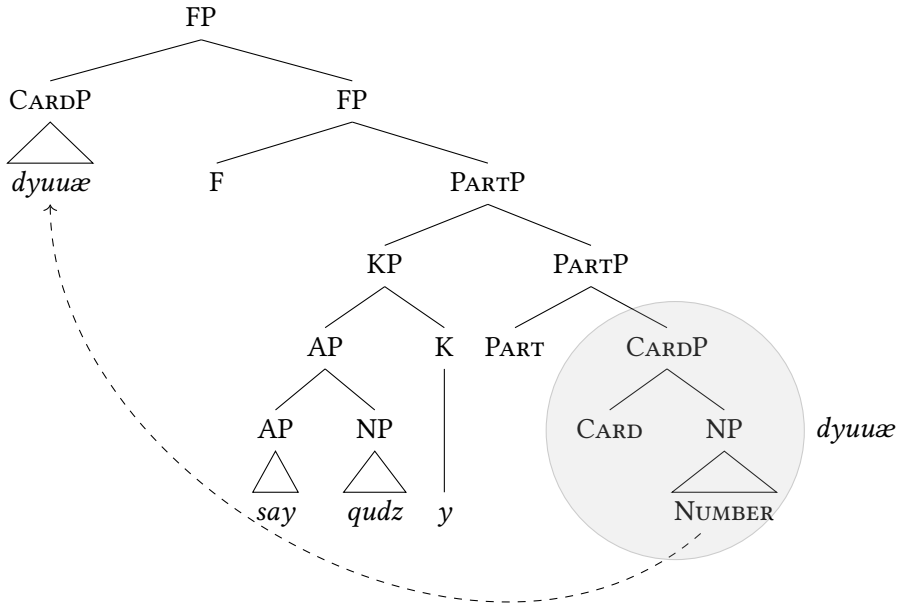 FP
CARDP FP
dyuuæ F PARTP
KP PARTP
AP K PART CARDP
AP NP CARD NP dyuuæ
say qudz y NUMBER